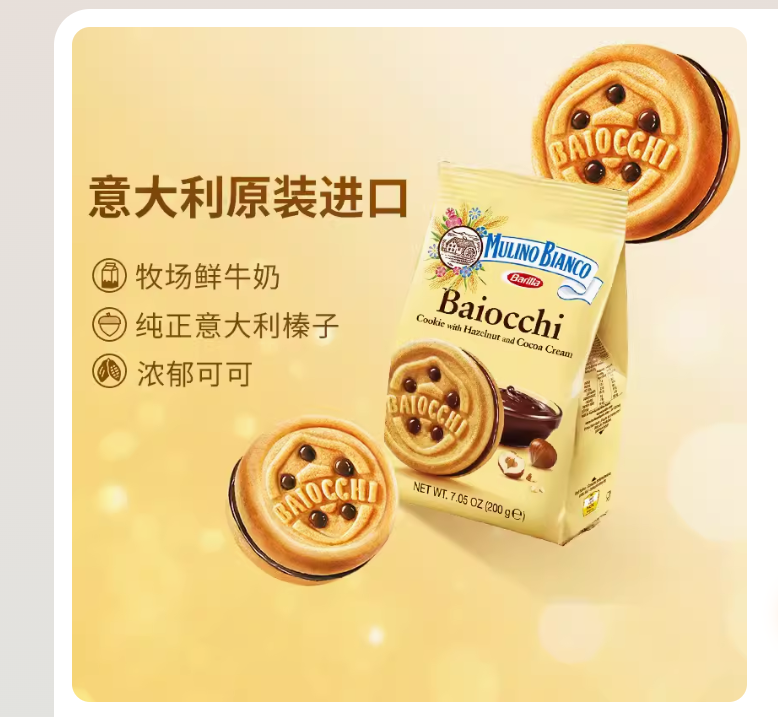 意大利原装进口
牧场鲜牛奶
纯正意大利榛子
浓郁可可
BAIOCCHI
MULINO BIANCO
Barilla
Baiocchi
Cookie with Hazelnut and Cocoa Cream
BAIOCCHI
NET WT. 7.05 OZ (200 g ℮)
BAIOCCHI